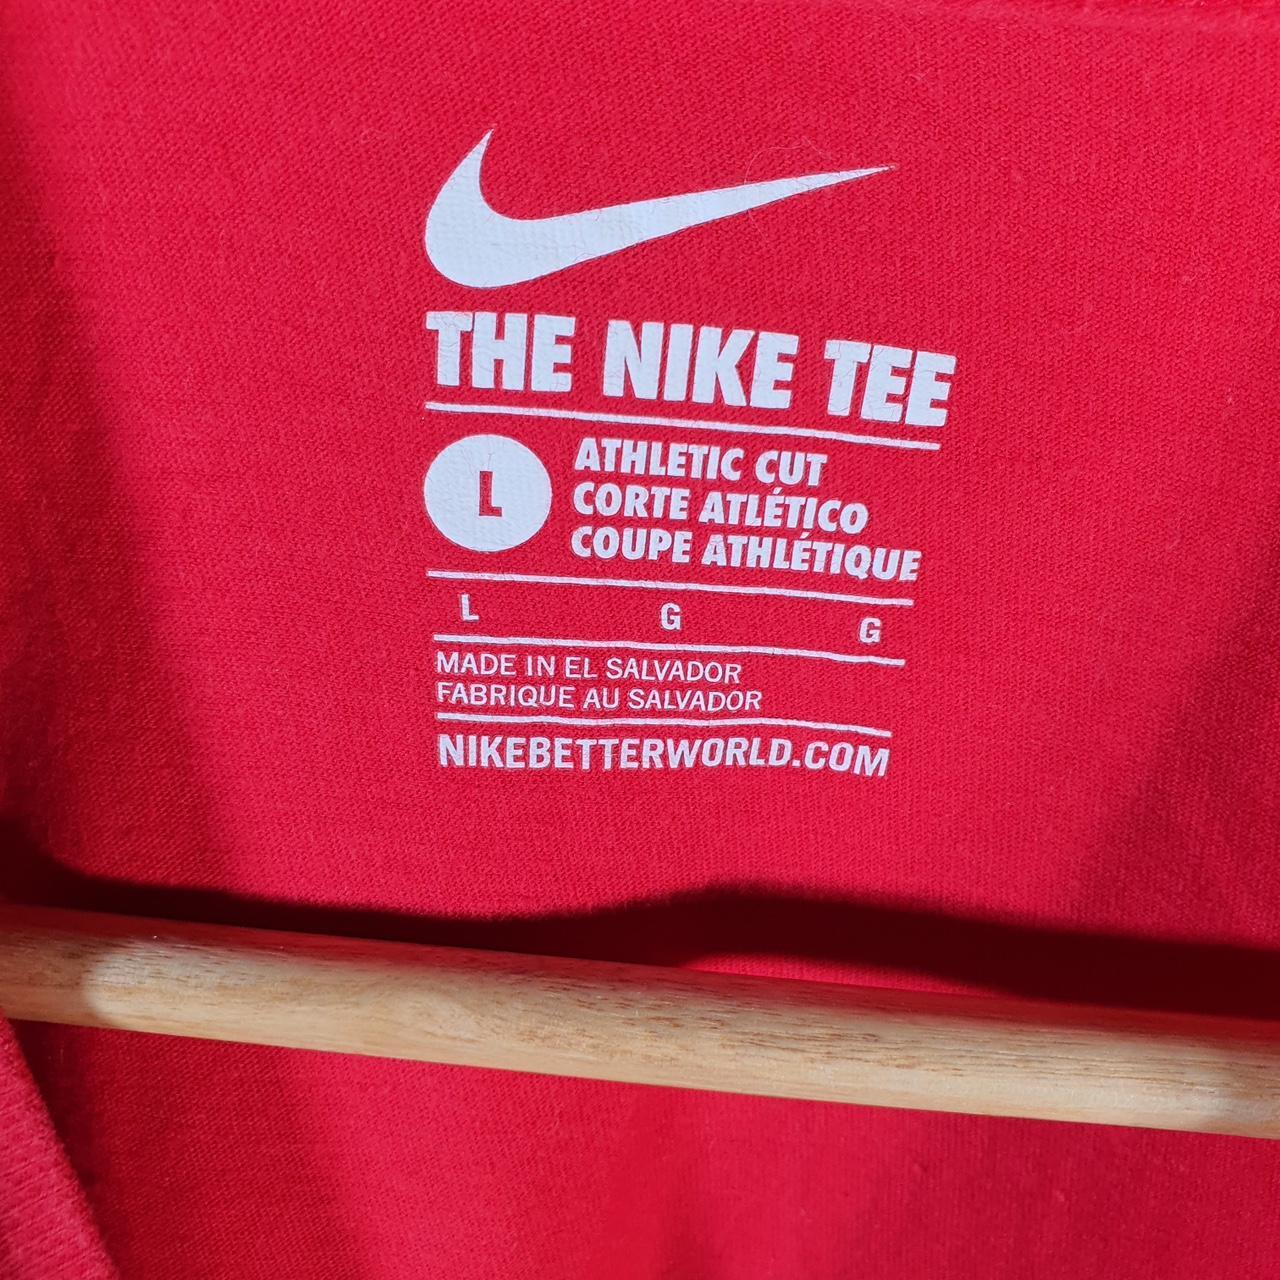 THE NIKE TEE
L
ATHLETIC CUT
CORTE ATLÉTICO
COUPE ATHLÉTIQUE
L G G
MADE IN EL SALVADOR
FABRIQUE AU SALVADOR
NIKEBETTERWORLD.COM